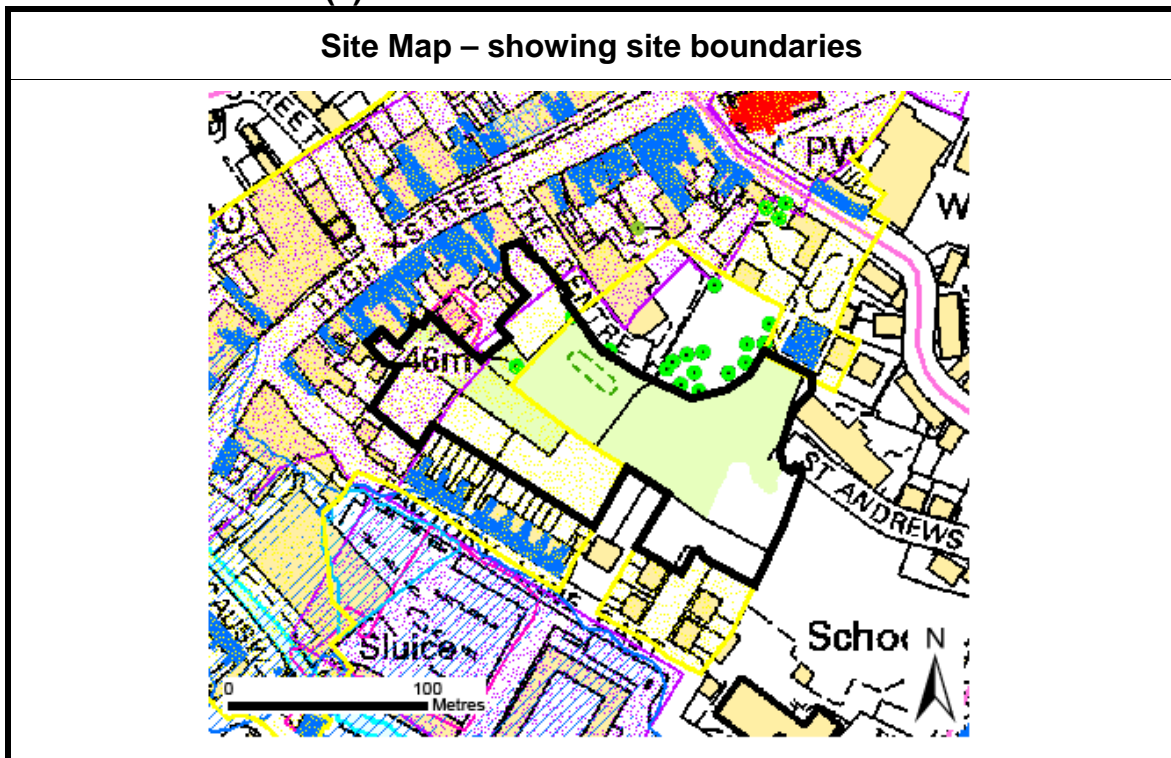 Site Map – showing site boundaries
STREET
PW
W
HIGH STREET
THE CENTRE
46m
ST ANDREWS
FACTORY
Sluice
Schoo
N
0 100
Metres